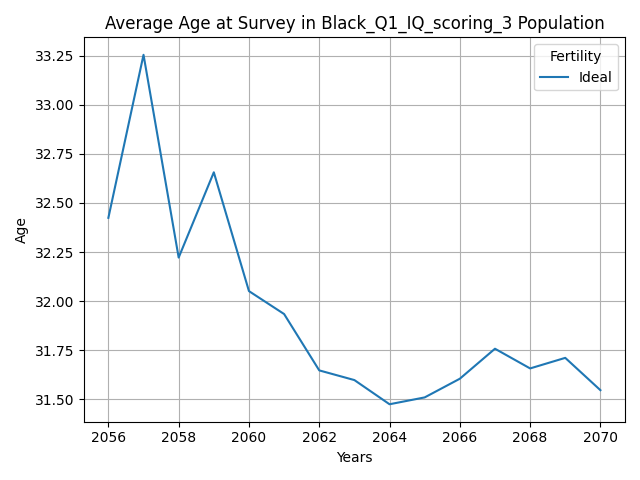 Average Age at Survey in Black_Q1_IQ_scoring_3 Population
Fertility
Ideal
33.25
33.00
32.75
32.50
32.25
32.00
31.75
31.50
Age
2056 2058 2060 2062 2064 2066 2068 2070
Years